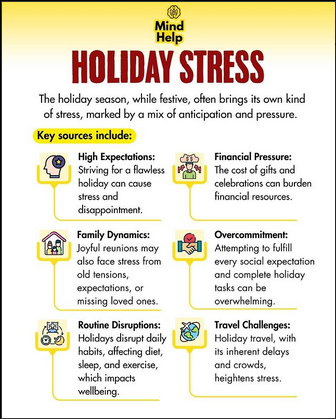 Mind
Help
HOLIDAY STRESS
The holiday season, while festive, often brings its own kind
of stress, marked by a mix of anticipation and pressure.
Key sources include:
High Expectations:
Striving for a flawless
holiday can cause
stress and
disappointment.
Financial Pressure:
The cost of gifts and
celebrations can burden
financial resources.
Family Dynamics:
Joyful reunions may
also face stress from
old tensions,
expectations, or
missing loved ones.
Overcommitment:
Attempting to fulfill
every social expectation
and complete holiday
tasks can be
overwhelming.
Routine Disruptions:
Holidays disrupt daily
habits, affecting diet,
sleep, and exercise,
which impacts
wellbeing.
Travel Challenges:
Holiday travel, with
its inherent delays
and crowds,
heightens stress.